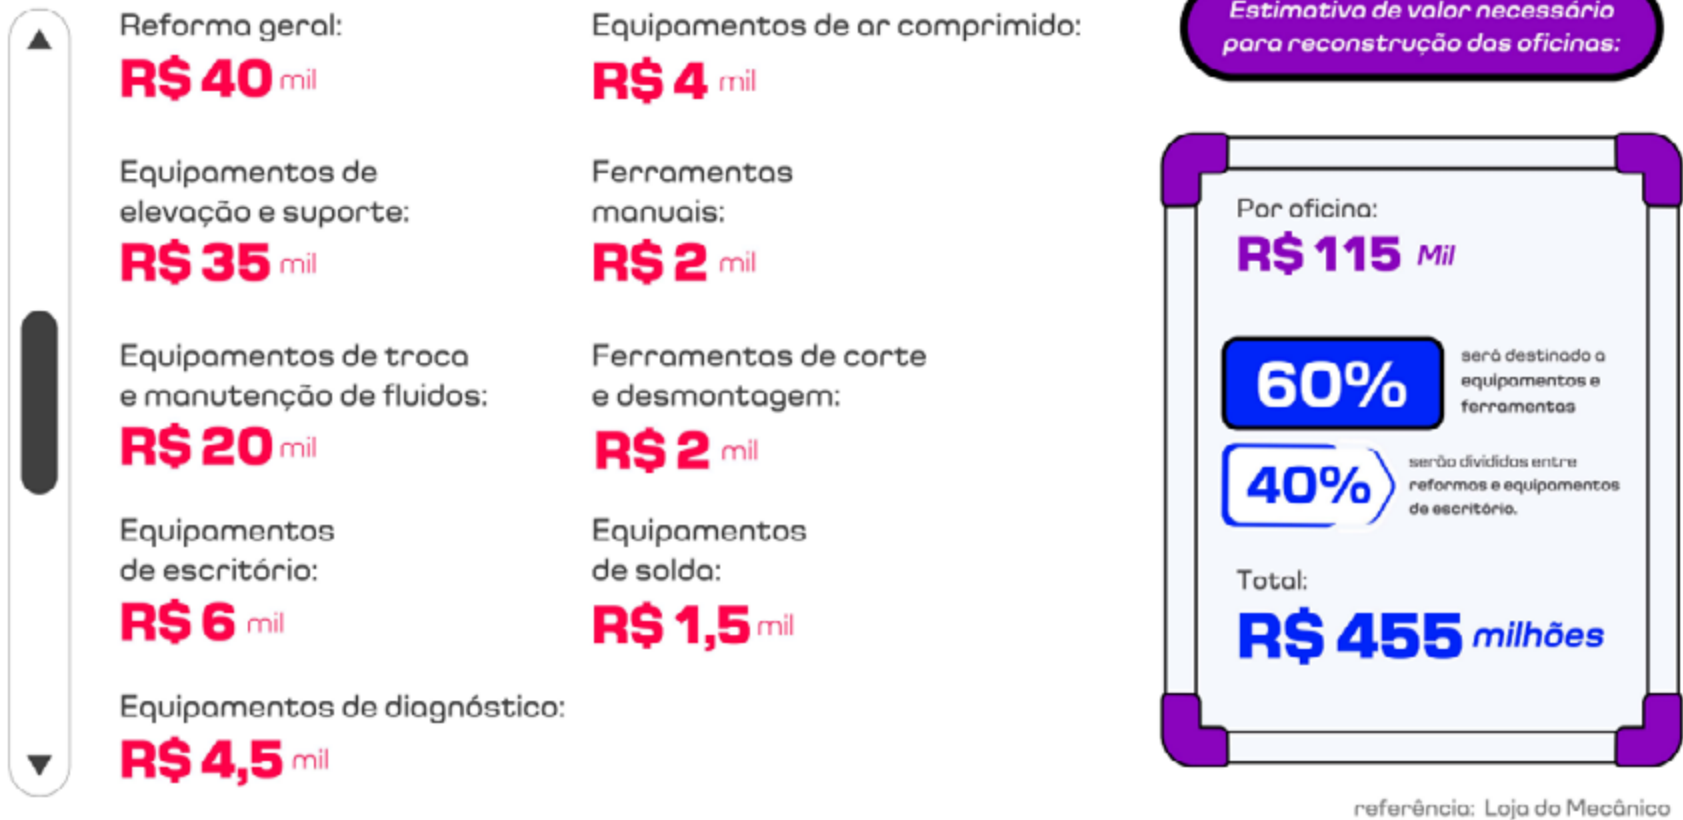 Reforma geral:
R$ 40 mil
Equipamentos de
elevação e suporte:
R$ 35 mil
Equipamentos de troca
e manutenção de fluidos:
R$ 20 mil
Equipamentos
de escritório:
R$ 6 mil
Equipamentos de diagnóstico:
R$ 4,5 mil
Equipamentos de ar comprimido:
R$ 4 mil
Ferramentas
manuais:
R$ 2 mil
Ferramentas de corte
e desmontagem:
R$ 2 mil
Equipamentos
de solda:
R$ 1,5 mil
Estimativa de valor necessário
para reconstrução das oficinas:
Por oficina:
R$ 115 Mil
60%
será destinado a
equipamentos e
ferramentas
40%
serão divididos entre
reformas e equipamentos
de escritório.
Total:
R$ 455 milhões
referência: Loja do Mecânico